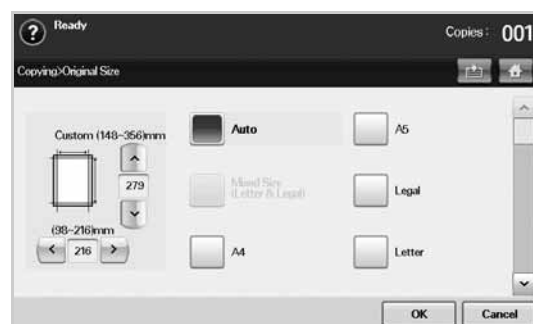 ?
Ready
Copies: 001
Copying>Original Size
Custom (148~356)mm
279
(98~216)mm
216
Auto
Mixed Size
(Letter & Legal)
A4
A5
Legal
Letter
OK
Cancel